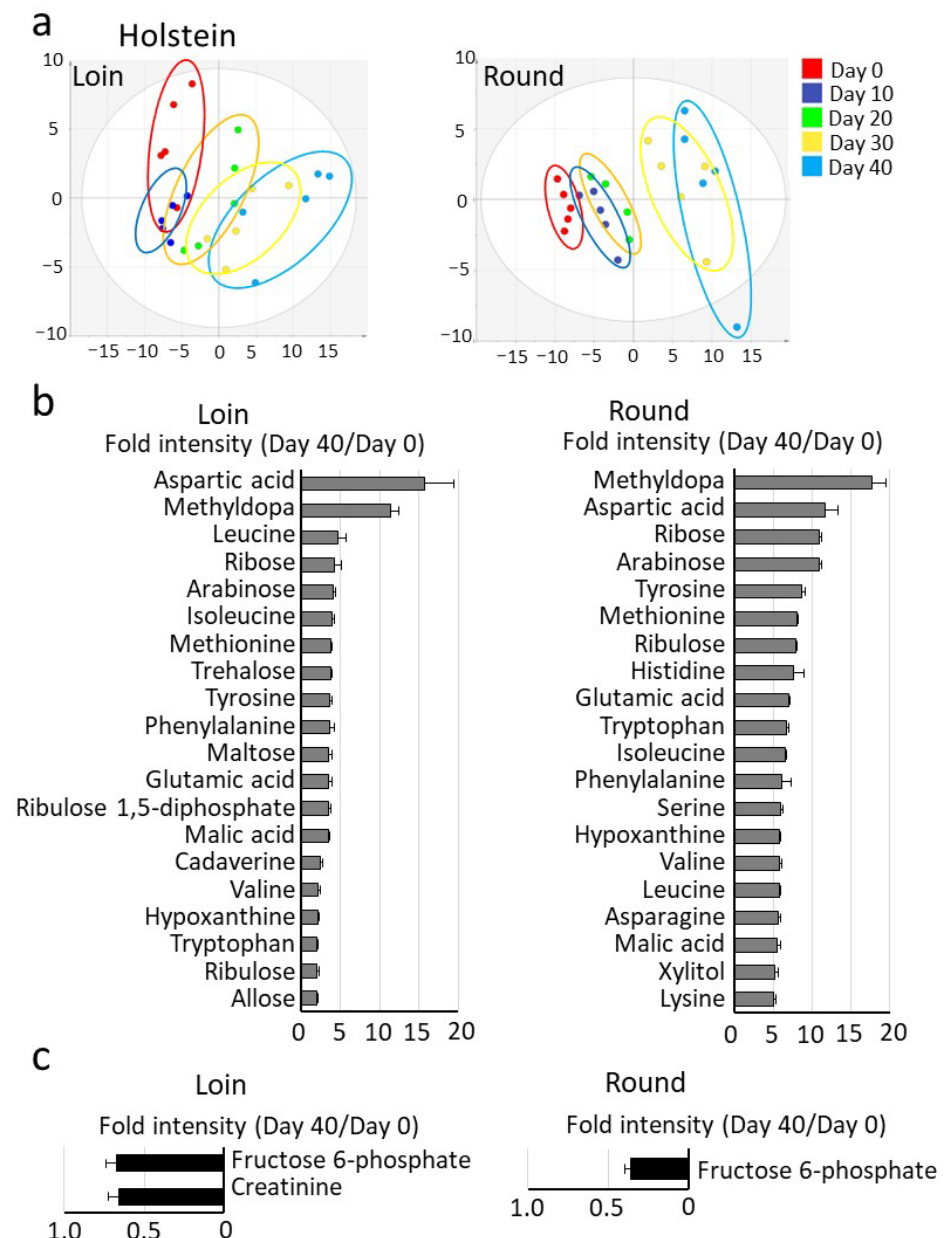 a
Holstein
Loin
10
5
0
−5
−10
−15 −10 −5 0 5 10 15
Round
10
5
0
−5
−10
−15 −10 −5 0 5 10 15
Day 0
Day 10
Day 20
Day 30
Day 40
b
Loin
Fold intensity (Day 40/Day 0)
Aspartic acid
Methyldopa
Leucine
Ribose
Arabinose
Isoleucine
Methionine
Trehalose
Tyrosine
Phenylalanine
Maltose
Glutamic acid
Ribulose 1,5-diphosphate
Malic acid
Cadaverine
Valine
Hypoxanthine
Tryptophan
Ribulose
Allose
0 5 10 15 20
Round
Fold intensity (Day 40/Day 0)
Methyldopa
Aspartic acid
Ribose
Arabinose
Tyrosine
Methionine
Ribulose
Histidine
Glutamic acid
Tryptophan
Isoleucine
Phenylalanine
Serine
Hypoxanthine
Valine
Leucine
Asparagine
Malic acid
Xylitol
Lysine
0 5 10 15 20
c
Loin
Fold intensity (Day 40/Day 0)
Fructose 6-phosphate
Creatinine
1.0 0.5 0
Round
Fold intensity (Day 40/Day 0)
Fructose 6-phosphate
1.0 0.5 0